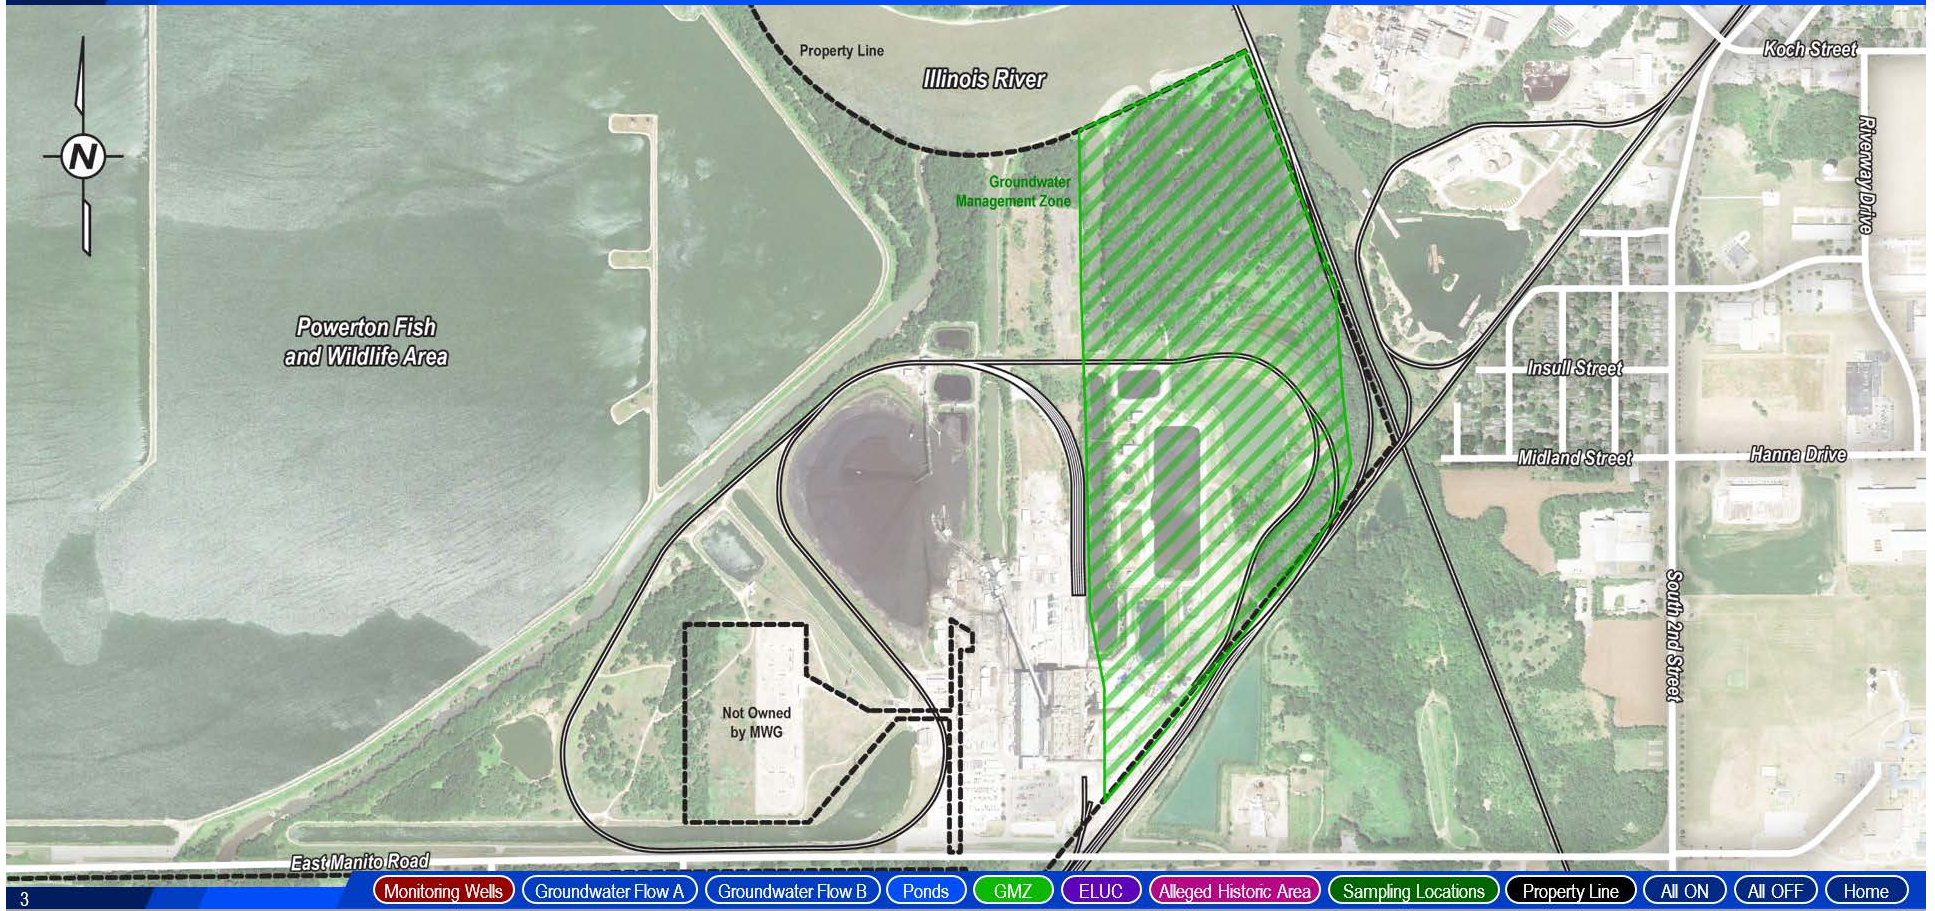 Property Line
Illinois River
Koch Street
N
Riverway Drive
Groundwater
Management Zone
Powerton Fish
and Wildlife Area
Insull Street
Midland Street
Hanna Drive
South 2nd Street
Not Owned
by MWG
East Manito Road
3
Monitoring Wells
Groundwater Flow A
Groundwater Flow B
Ponds
GMZ
ELUC
Alleged Historic Area
Sampling Locations
Property Line
All ON
All OFF
Home